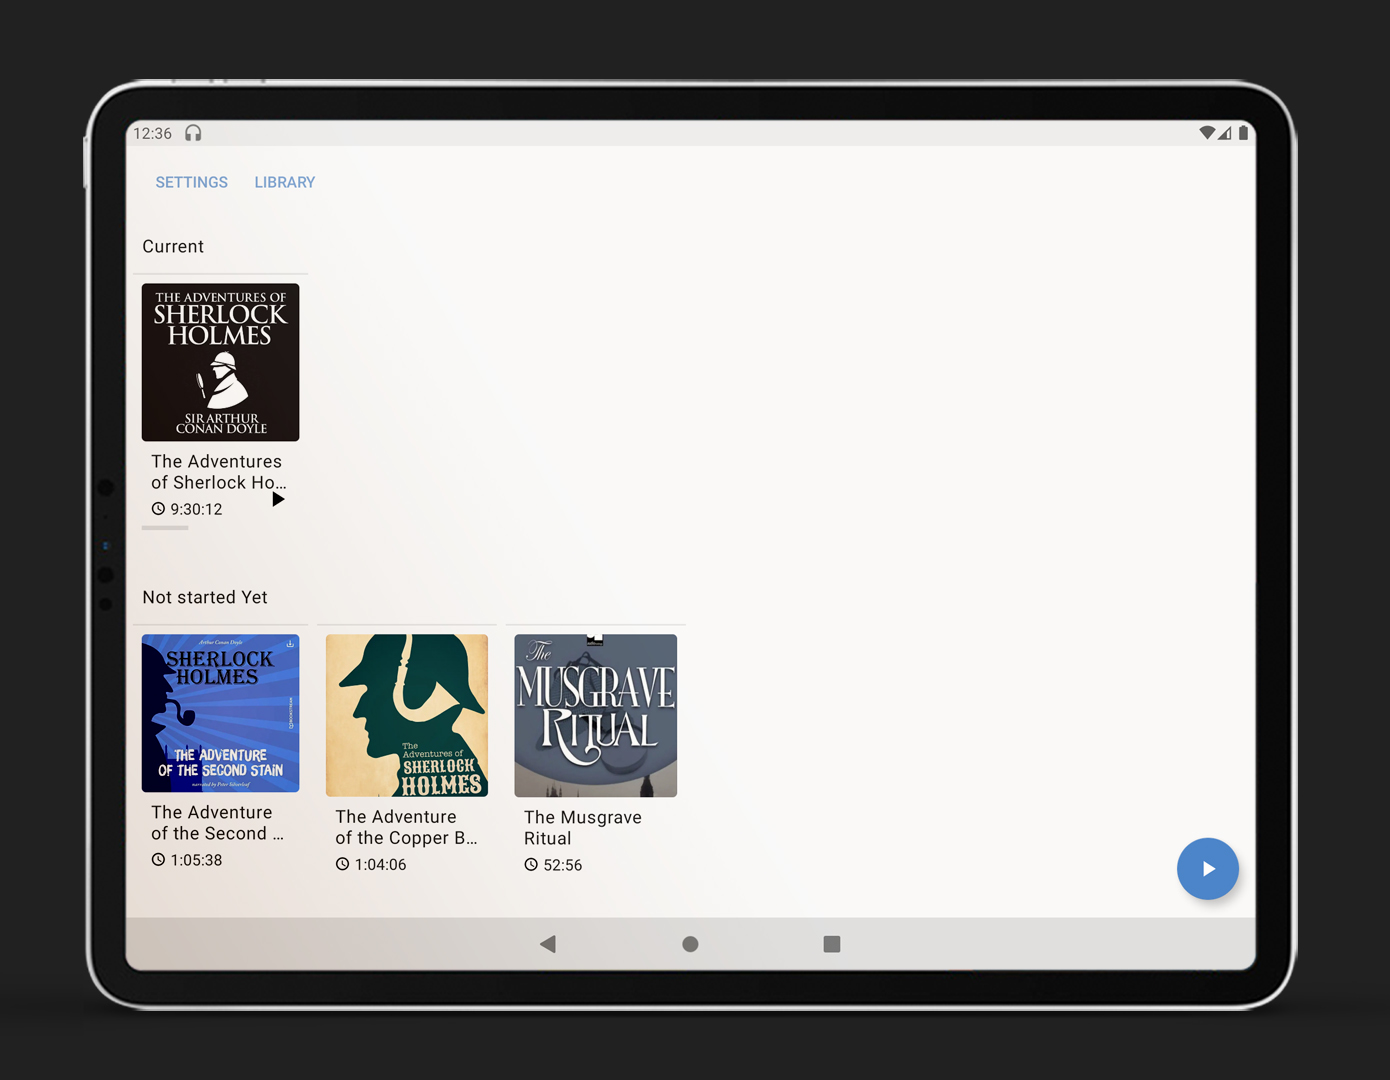 12:36
SETTINGS LIBRARY
Current
THE ADVENTURES OF
SHERLOCK
HOLMES
SIR ARTHUR
CONAN DOYLE
The Adventures
of Sherlock Ho...
9:30:12
Not started Yet
Arthur Conan Doyle
SHERLOCK
HOLMES
THE ADVENTURE
OF THE SECOND STAIN
narrated by Peter Silverleaf
The Adventure
of the Second ...
1:05:38
The
Adventures of
SHERLOCK
HOLMES
The Adventure
of the Copper B...
1:04:06
The
MUSGRAVE
RITUAL
The Musgrave
Ritual
52:56